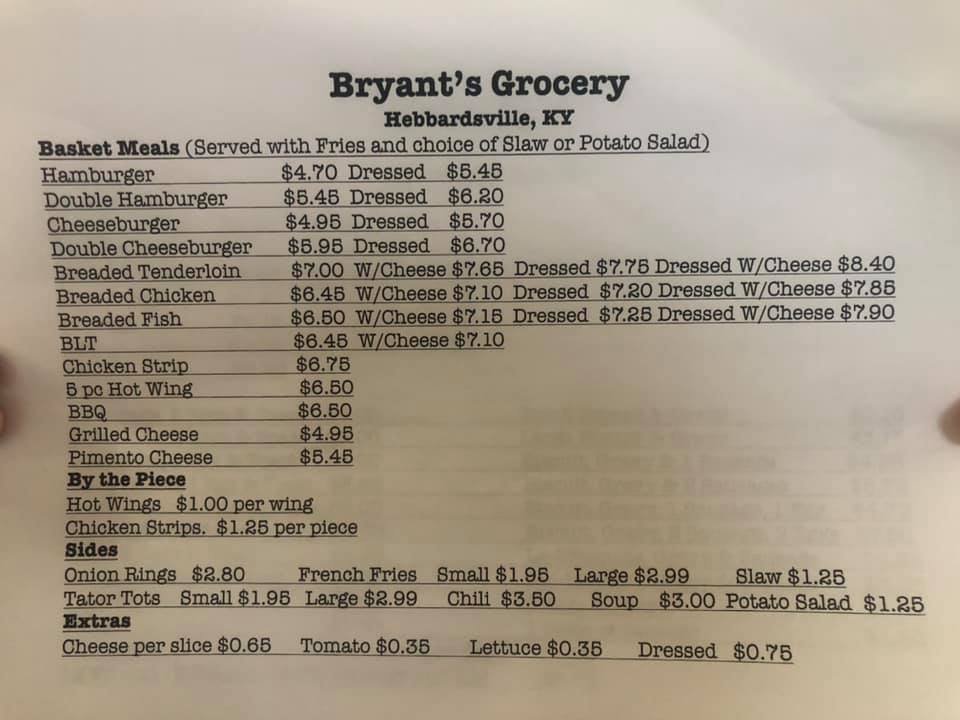 Bryant's Grocery
Hebbardsville, KY
Basket Meals (Served with Fries and choice of Slaw or Potato Salad)
Hamburger $4.70 Dressed $5.45
Double Hamburger $5.45 Dressed $6.20
Cheeseburger $4.95 Dressed $5.70
Double Cheeseburger $5.95 Dressed $6.70
Breaded Tenderloin $7.00 W/Cheese $7.65 Dressed $7.75 Dressed W/Cheese $8.40
Breaded Chicken $6.45 W/Cheese $7.10 Dressed $7.20 Dressed W/Cheese $7.85
Breaded Fish $6.50 W/Cheese $7.15 Dressed $7.25 Dressed W/Cheese $7.90
BLT $6.45 W/Cheese $7.10
Chicken Strip $6.75
5 pc Hot Wing $6.50
BBQ $6.50
Grilled Cheese $4.95
Pimento Cheese $5.45
By the Piece
Hot Wings $1.00 per wing
Chicken Strips. $1.25 per piece
Sides
Onion Rings $2.80 French Fries Small $1.95 Large $2.99 Slaw $1.25
Tator Tots Small $1.95 Large $2.99 Chili $3.50 Soup $3.00 Potato Salad $1.25
Extras
Cheese per slice $0.65 Tomato $0.35 Lettuce $0.35 Dressed $0.75